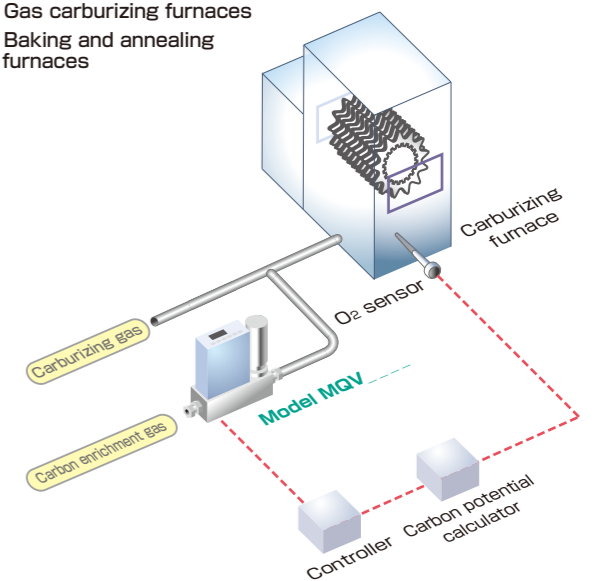 Gas carburizing furnaces
Baking and annealing
furnaces
Carburizing
furnace
O2 sensor
Carburizing gas
Model MQV_ _ _ _
Carbon enrichment gas
Carbon potential
calculator
Controller